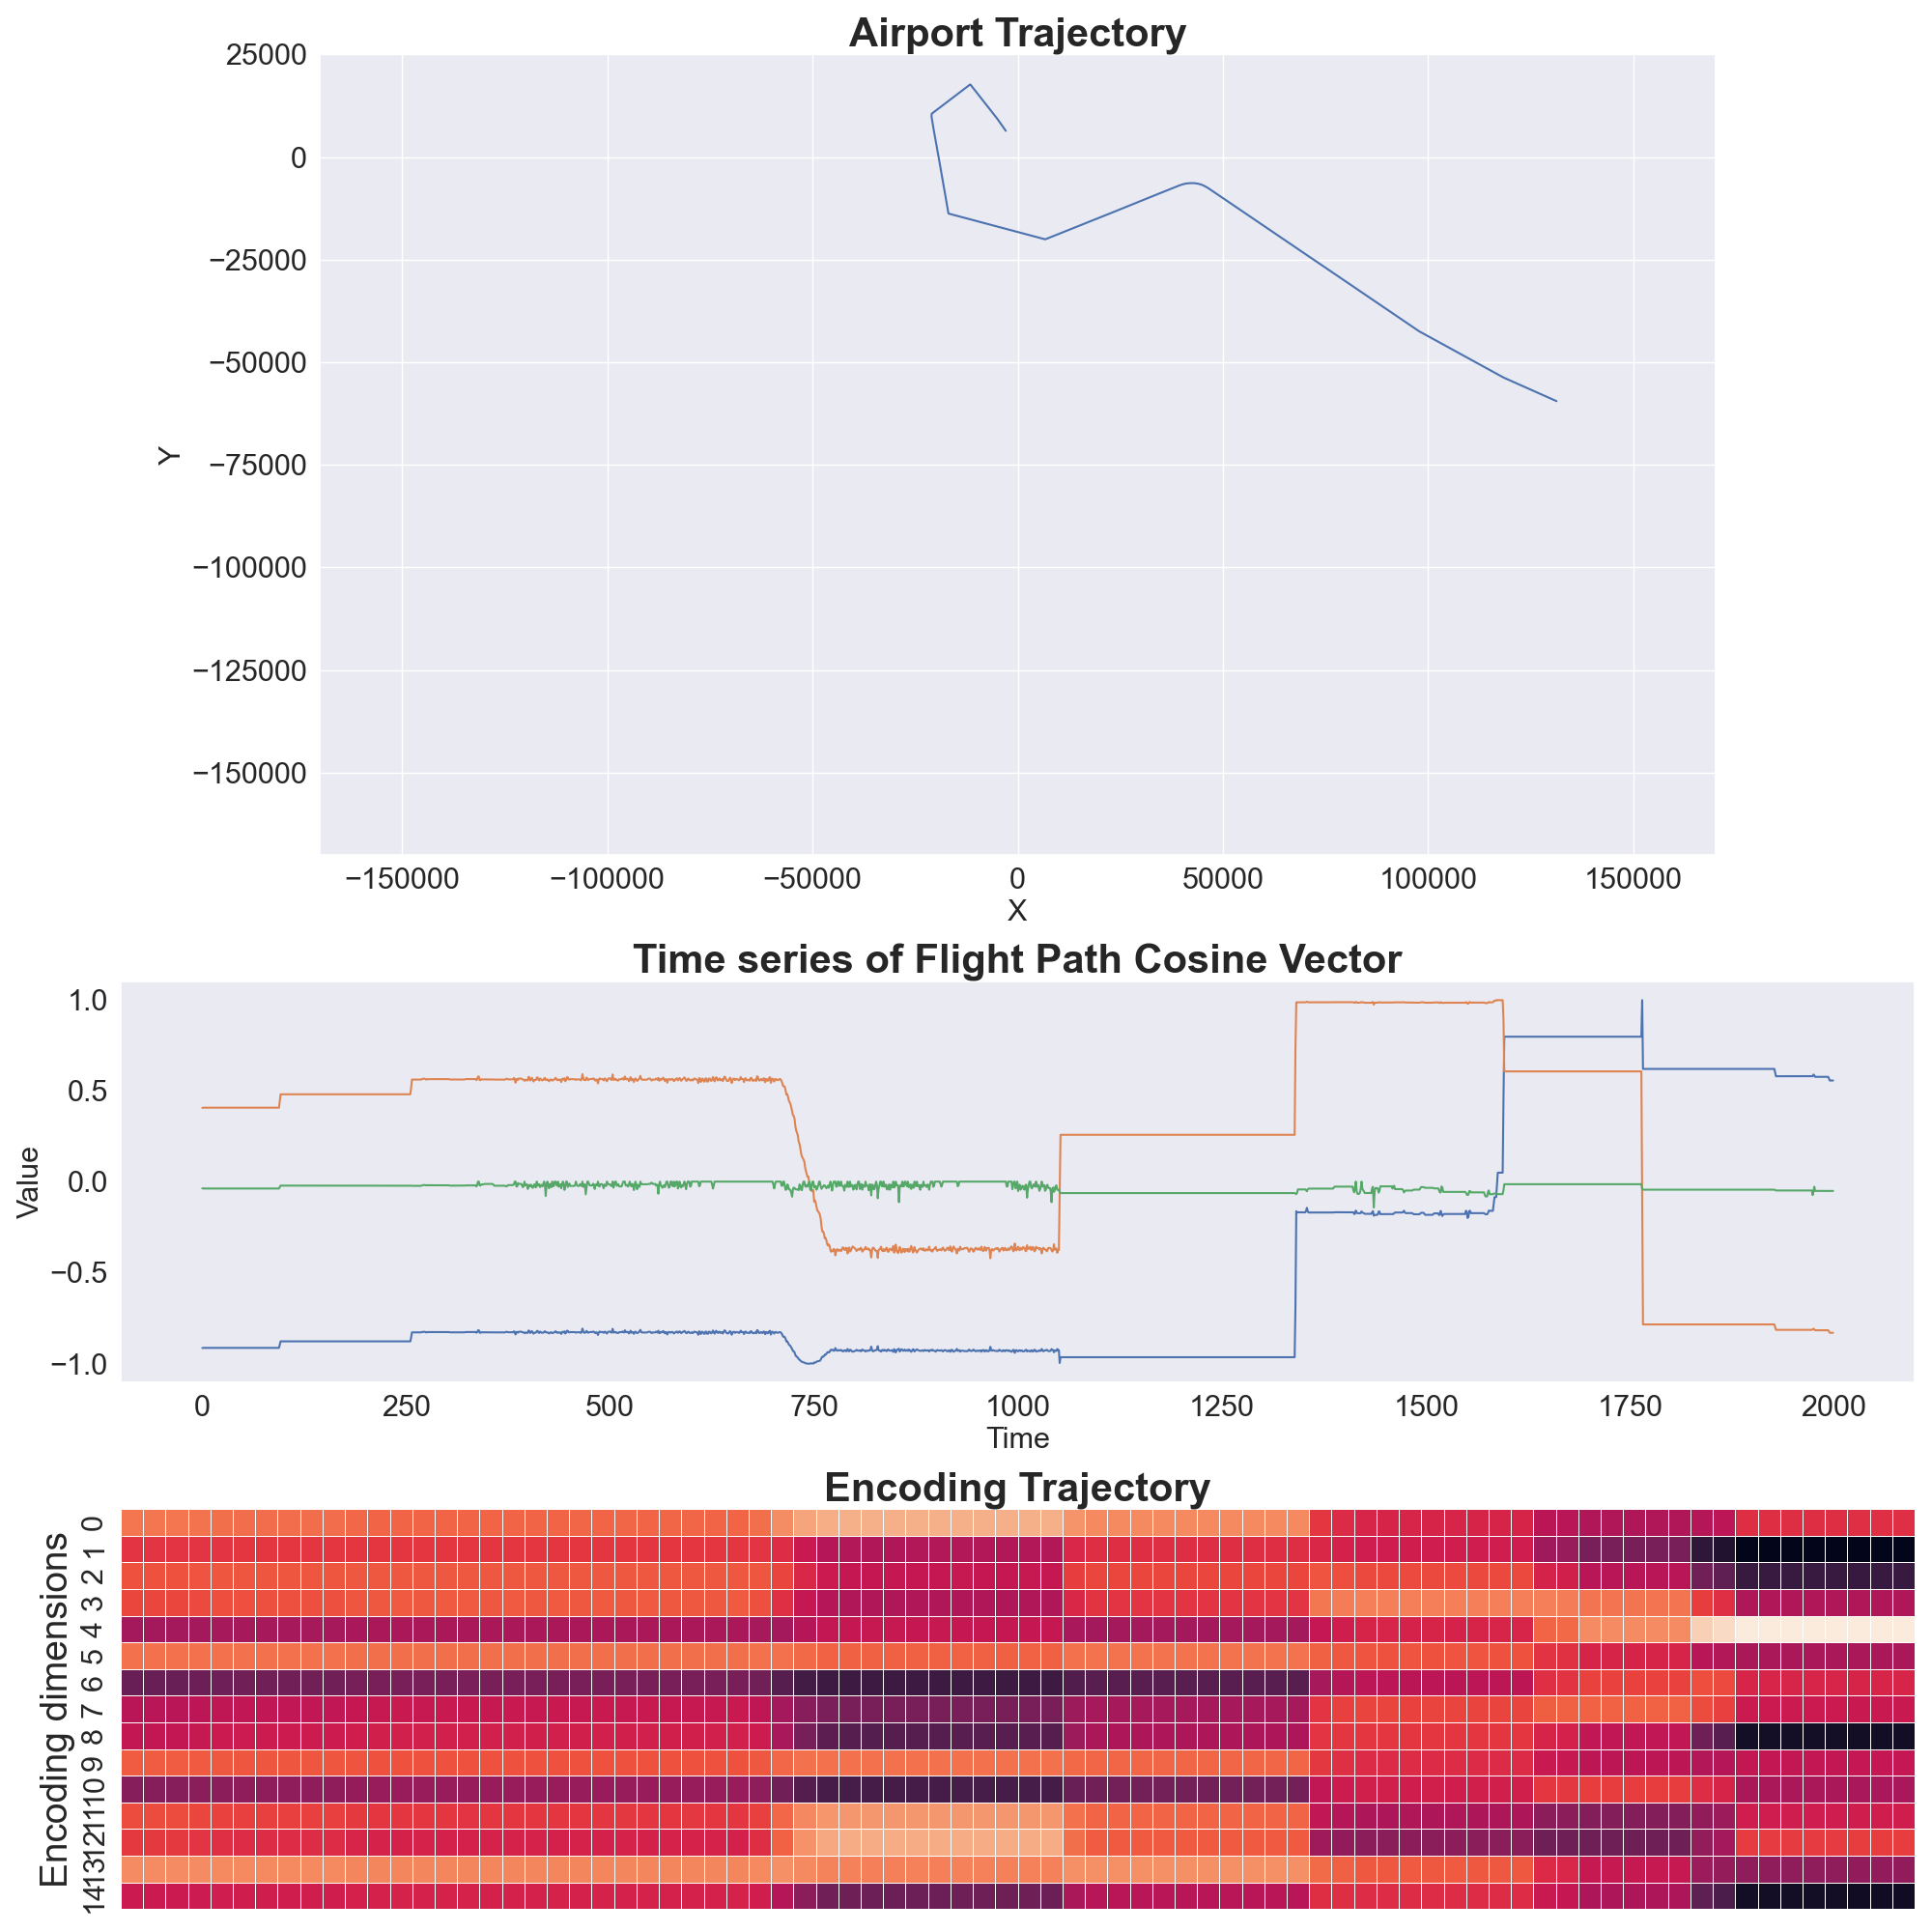 Airport Trajectory
25000
0
−25000
−50000
−75000
−100000
−125000
−150000
Y
−150000 −100000 −50000 0 50000 100000 150000
X
Time series of Flight Path Cosine Vector
1.0
0.5
0.0
−0.5
−1.0
Value
0 250 500 750 1000 1250 1500 1750 2000
Time
Encoding Trajectory
0
1
2
3
4
5
6
7
8
9
10
11
12
13
14
Encoding dimensions